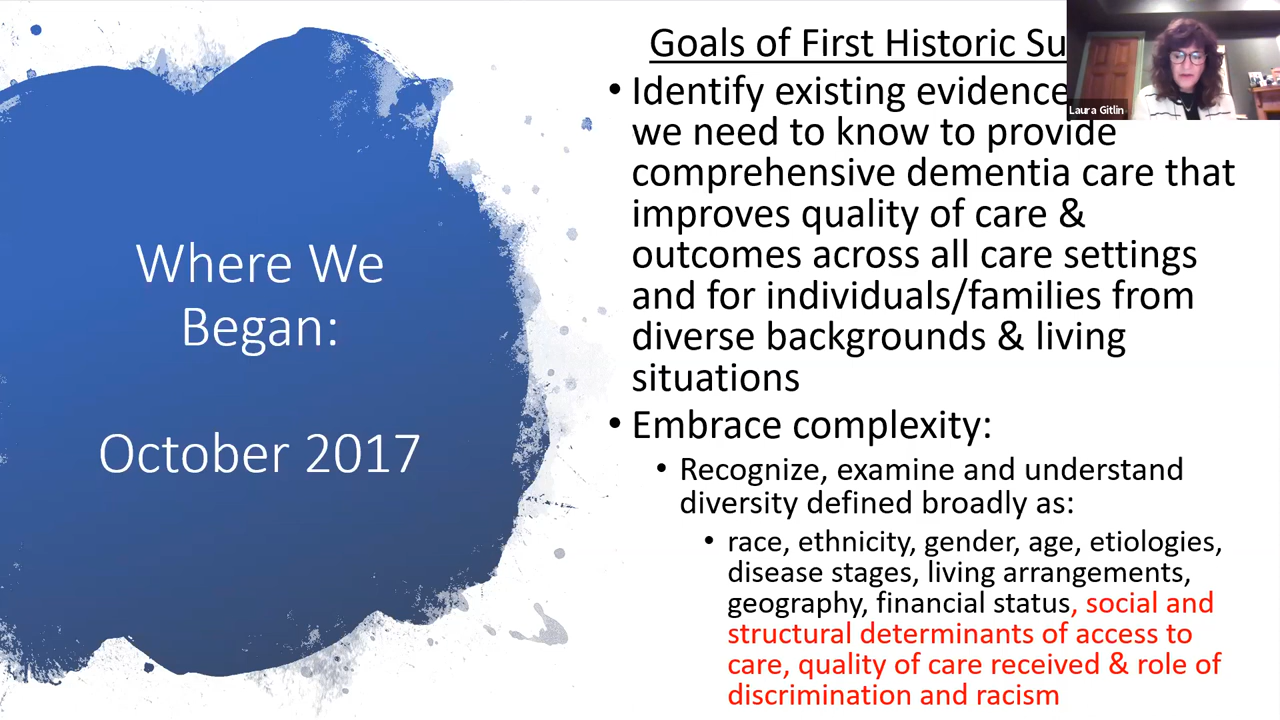 Where We
Began:
October 2017
Goals of First Historic
Identify existing evidence
we need to know to provide
comprehensive dementia care that
improves quality of care &
outcomes across all care settings
and for individuals/families from
diverse backgrounds & living
situations
• Embrace complexity:
• Recognize, examine and understand
diversity defined broadly as:
• race, ethnicity, gender, age, etiologies,
disease stages, living arrangements,
geography, financial status, social and
structural determinants of access to
care, quality of care received & role of
discrimination and racism
Laura Gitlin